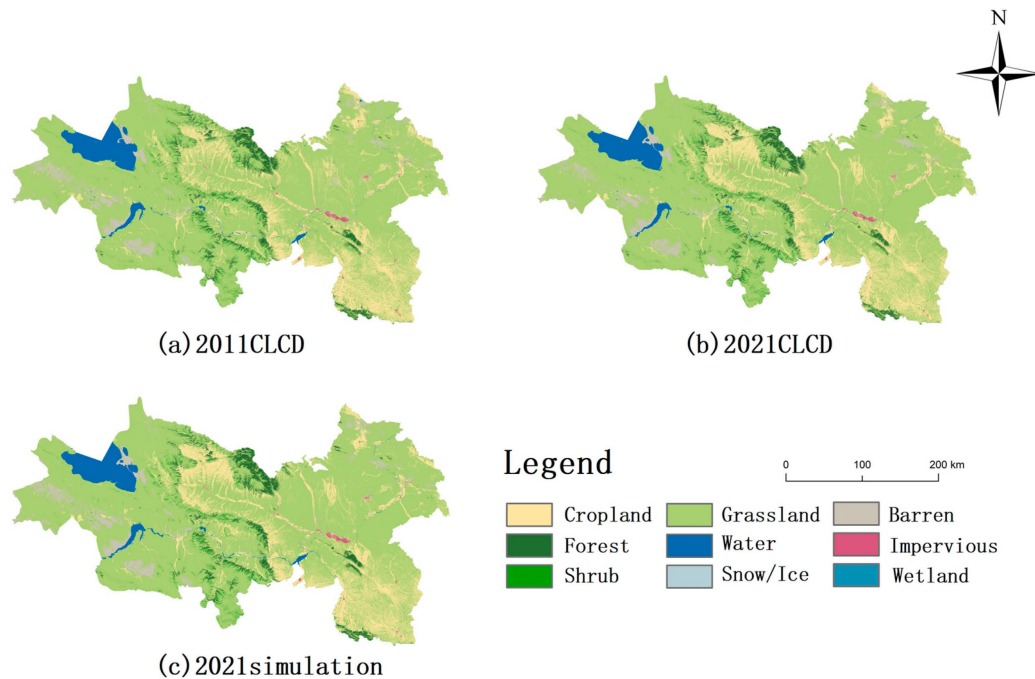 N
(a)2011CLCD
(b)2021CLCD
(c)2021simulation
Legend
0 100 200 km
Cropland Grassland Barren
Forest Water Impervious
Shrub Snow/Ice Wetland